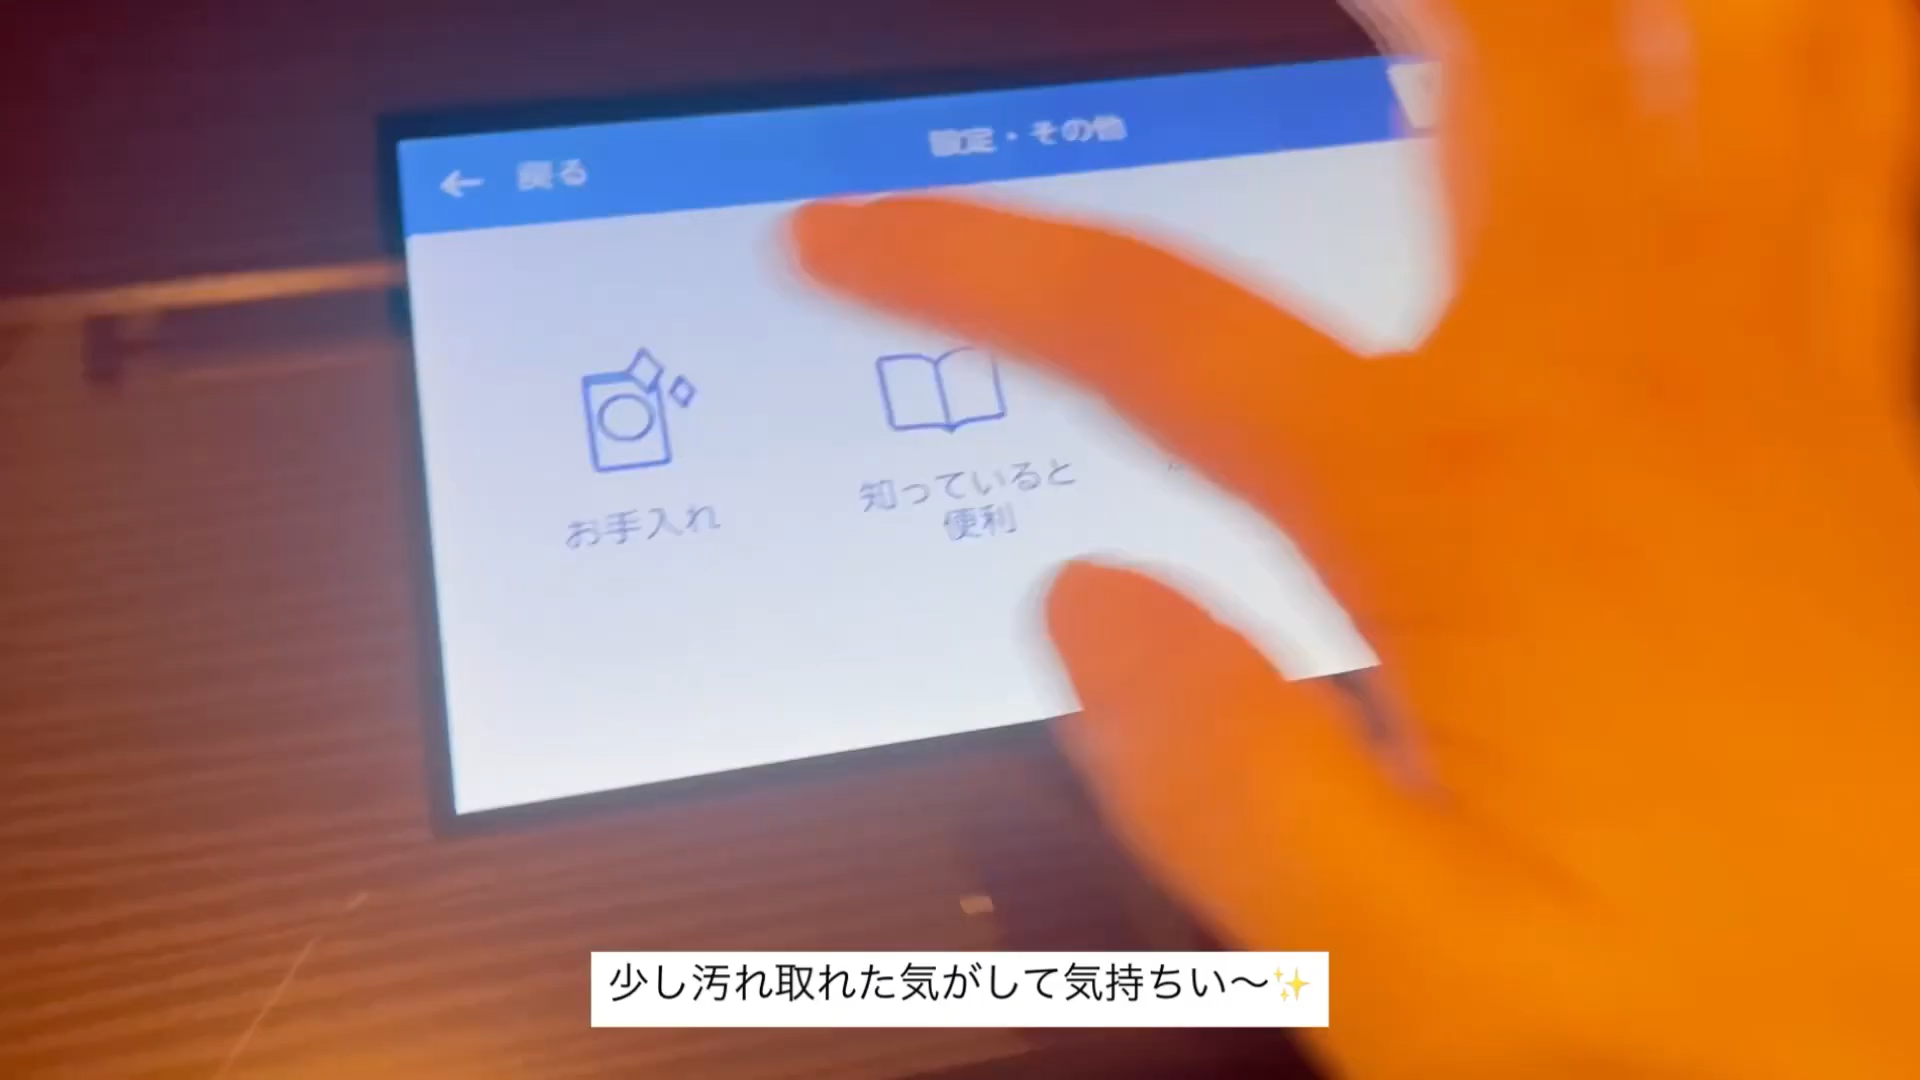 戻る
設定・その他
お手入れ
知っていると
便利
少し汚れ取れた気がして気持ちい〜✨